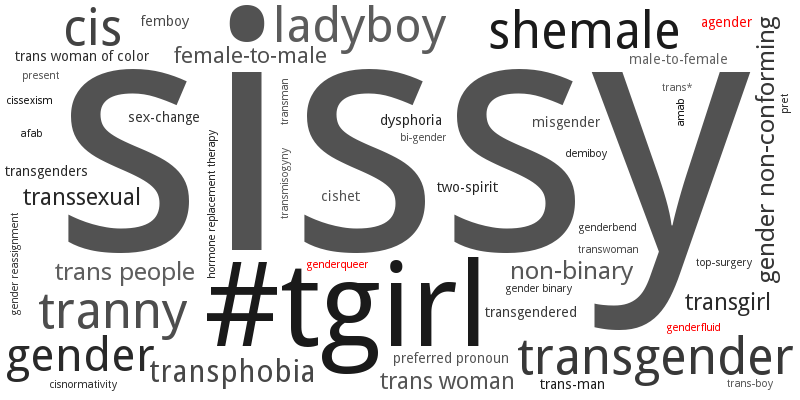 cis
femboy
ladyboy
shemale
agender
trans woman of color
female-to-male
male-to-female
gender non-conforming
present
cissexism
afab
sissy
sex-change
transman
dysphoria
bi-gender
misgender
trans*
amab
pret
demiboy
transgenders
transsexual
hormone replacement therapy
transmisogyny
cishet
two-spirit
gender reassignment
genderbend
transwoman
top-surgery
trans people
genderqueer
non-binary
gender binary
tranny
#tgirl
transgendered
transgirl
genderfluid
gender
transphobia
preferred pronoun
transgender
cisnormativity
trans woman
trans-man
trans-boy